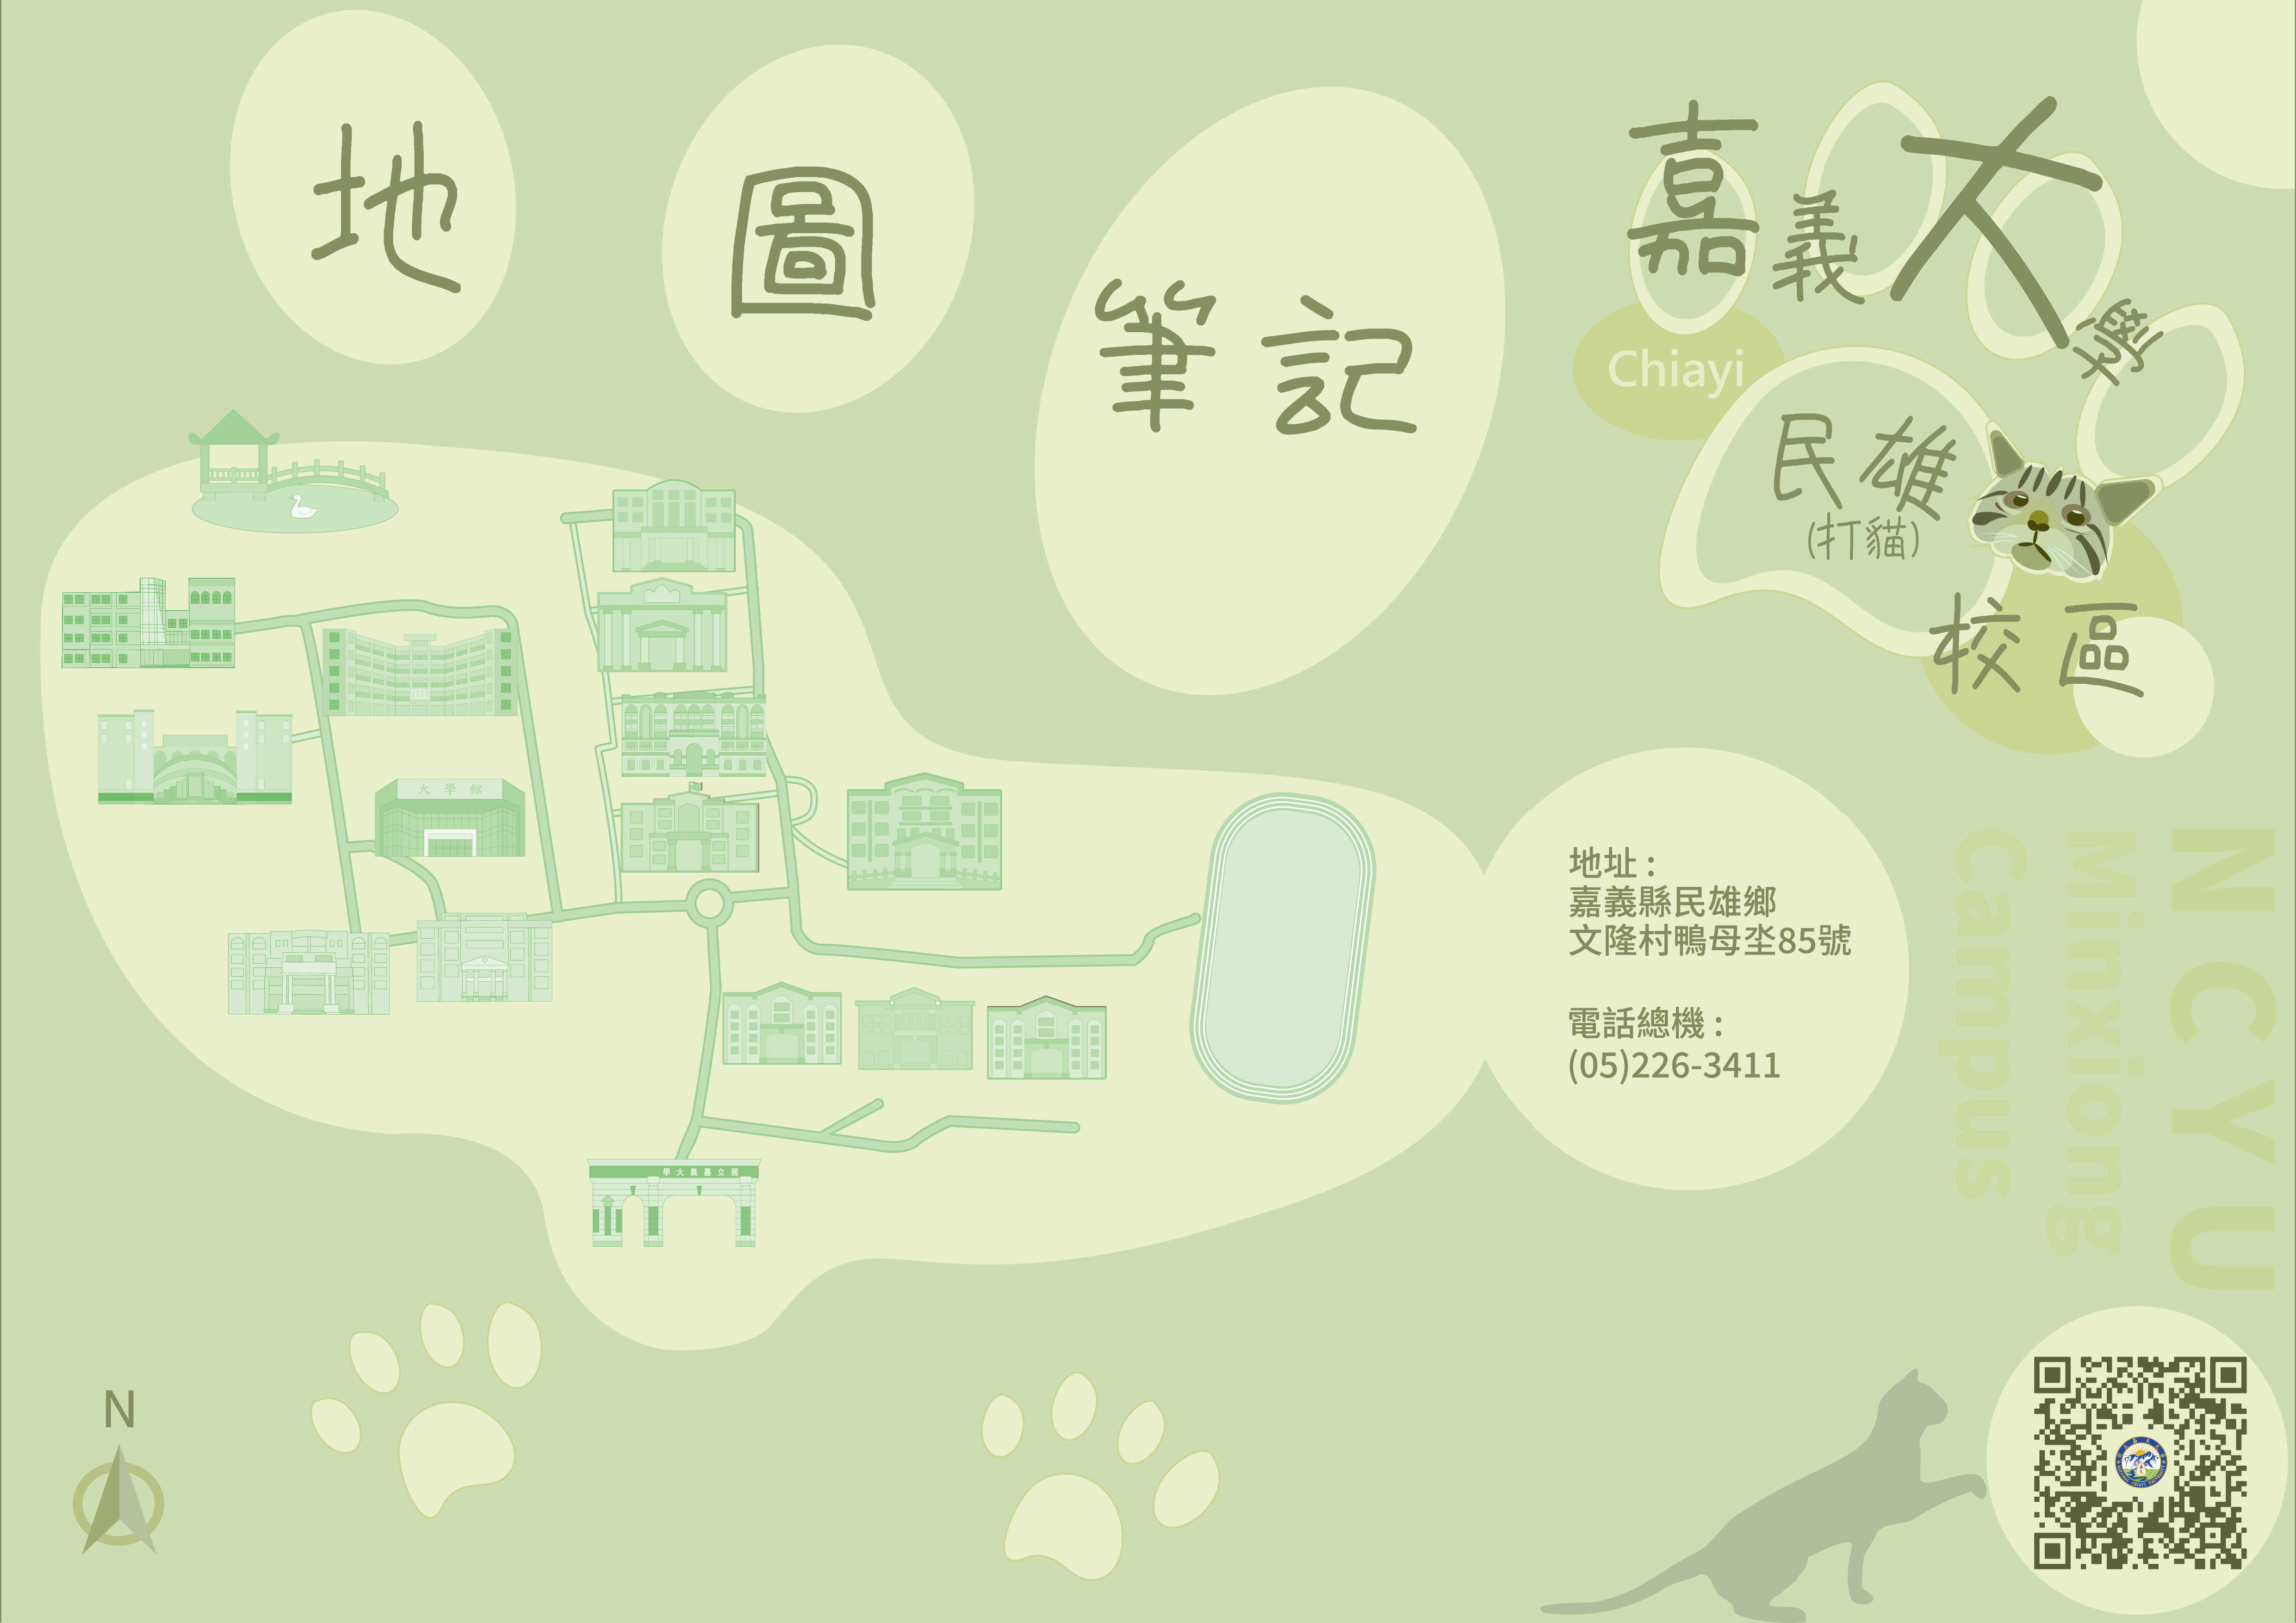 地圖筆記
嘉義大學
Chiayi
民雄
(打貓)
校區
大學館
地址：
嘉義縣民雄鄉
文隆村鴨母坔85號
電話總機：
(05)226-3411
NCYU
Minxiong
Campus
學大義嘉立國
N